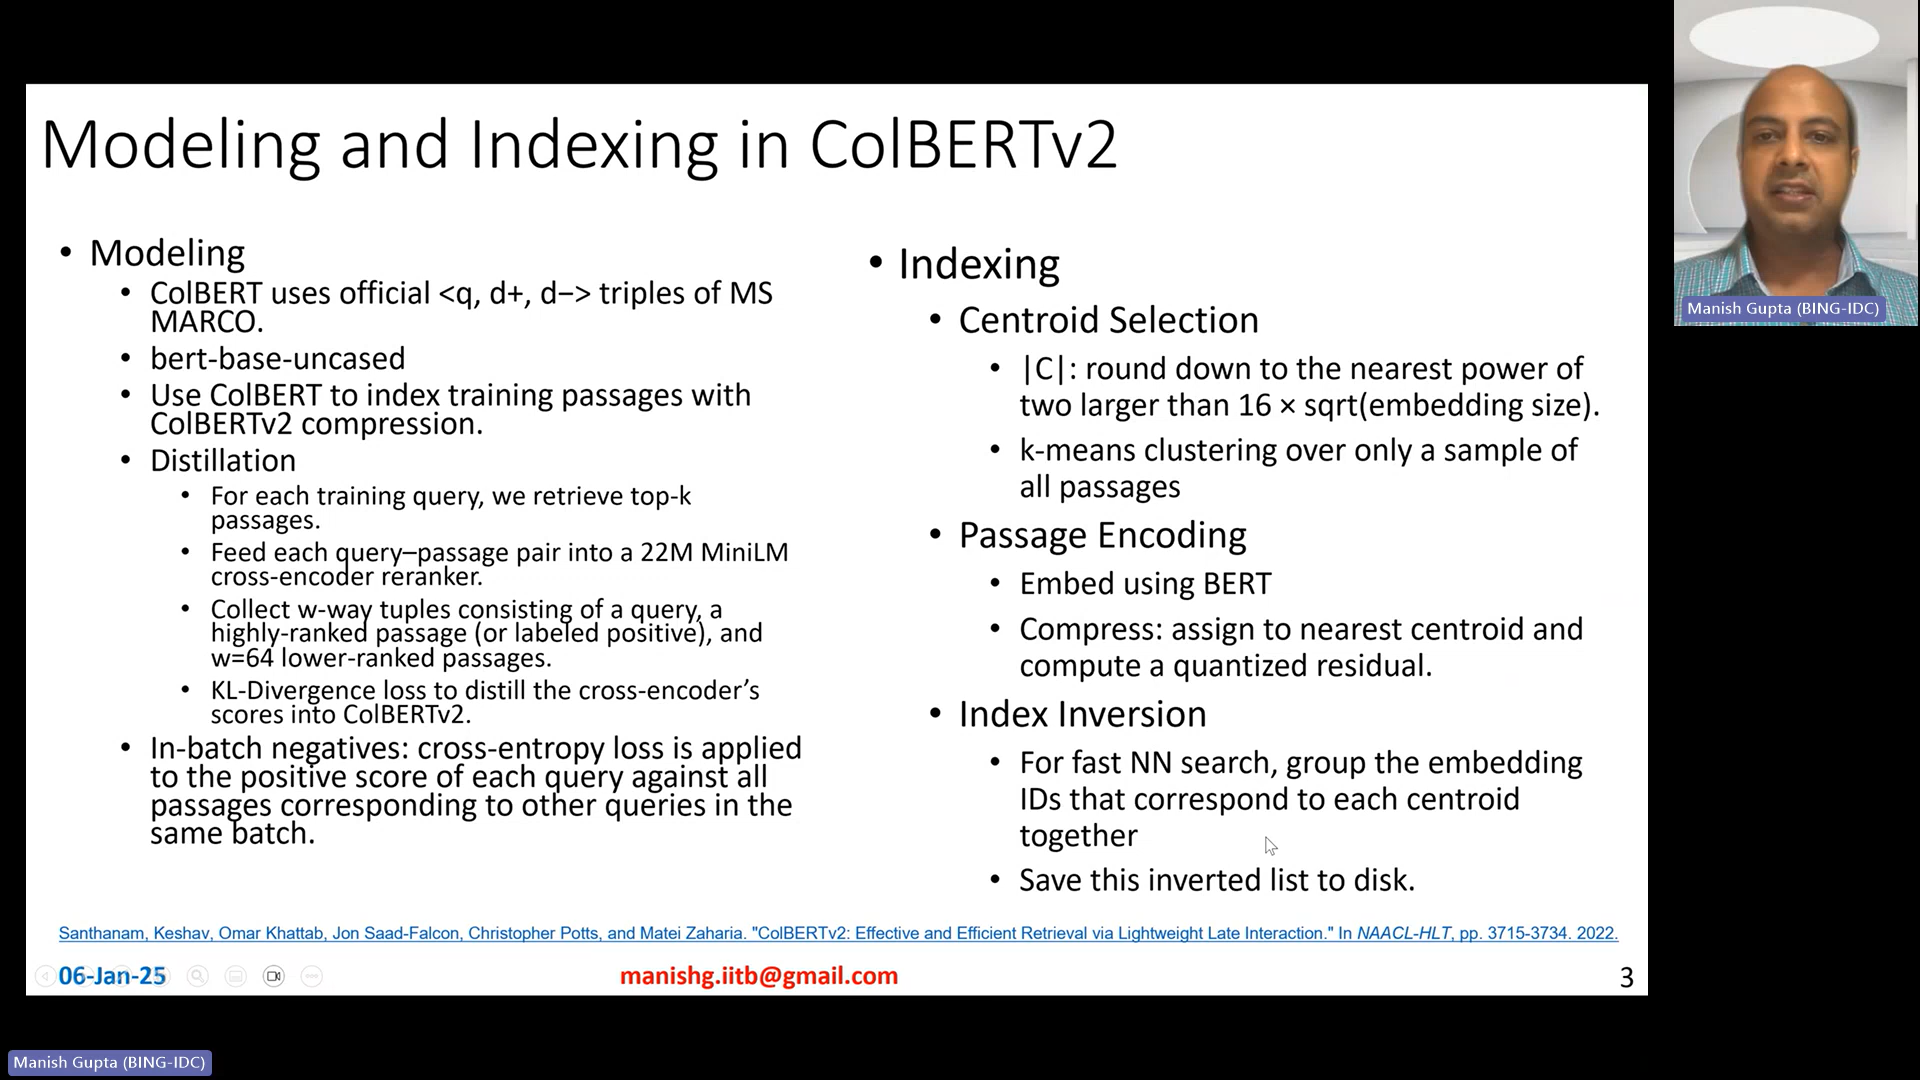 Modeling and Indexing in ColBERTv2
• Modeling
• ColBERT uses official <q, d+, d−> triples of MS
MARCO.
• bert-base-uncased
• Use ColBERT to index training passages with
ColBERTv2 compression.
• Distillation
• For each training query, we retrieve top-k
passages.
• Feed each query–passage pair into a 22M MiniLM
cross-encoder reranker.
• Collect w-way tuples consisting of a query, a
highly-ranked passage (or labeled positive), and
w=64 lower-ranked passages.
• KL-Divergence loss to distill the cross-encoder’s
scores into ColBERTv2.
• In-batch negatives: cross-entropy loss is applied
to the positive score of each query against all
passages corresponding to other queries in the
same batch.
• Indexing
• Centroid Selection
• |C|: round down to the nearest power of
two larger than 16 × sqrt(embedding size).
• k-means clustering over only a sample of
all passages
• Passage Encoding
• Embed using BERT
• Compress: assign to nearest centroid and
compute a quantized residual.
• Index Inversion
• For fast NN search, group the embedding
IDs that correspond to each centroid
together
• Save this inverted list to disk.
Santhanam, Keshav, Omar Khattab, Jon Saad-Falcon, Christopher Potts, and Matei Zaharia. "ColBERTv2: Effective and Efficient Retrieval via Lightweight Late Interaction." In NAACL-HLT, pp. 3715-3734. 2022.
06-Jan-25
manishg.iitb@gmail.com
3
Manish Gupta (BING-IDC)
Manish Gupta (BING-IDC)